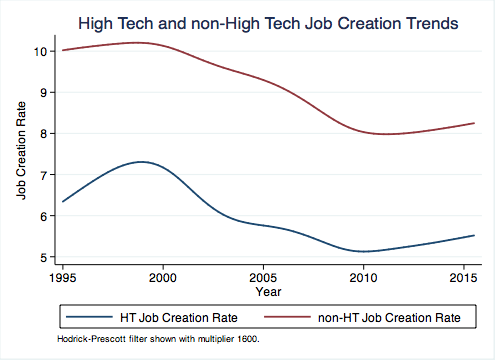 High Tech and non-High Tech Job Creation Trends
Job Creation Rate
10
9
8
7
6
5
1995 2000 2005 2010 2015
Year
HT Job Creation Rate non-HT Job Creation Rate
Hodrick-Prescott filter shown with multiplier 1600.